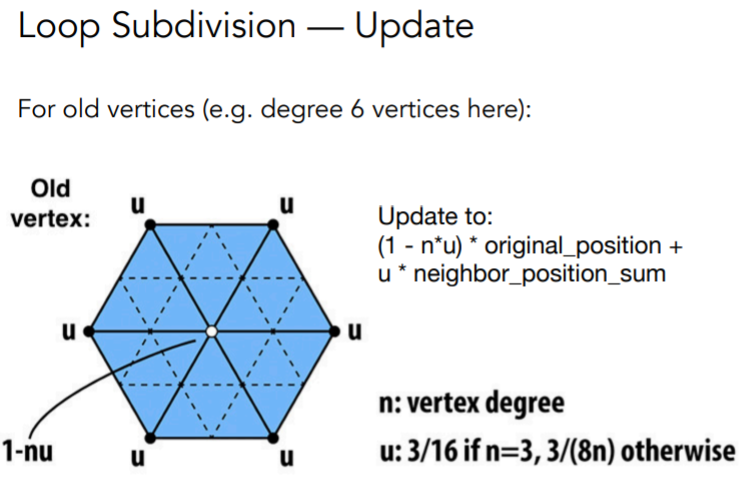 Loop Subdivision — Update
For old vertices (e.g. degree 6 vertices here):
Old
vertex:
u
u
Update to:
(1 - n*u) * original_position +
u * neighbor_position_sum
u
u
n: vertex degree
1-nu
u
u
u: 3/16 if n=3, 3/(8n) otherwise